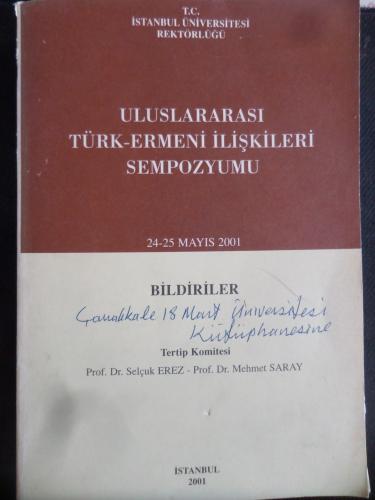 T.C.
İSTANBUL ÜNİVERSİTESİ
REKTÖRLÜĞÜ
ULUSLARARASI
TÜRK-ERMENİ İLİŞKİLERİ
SEMPOZYUMU
24-25 MAYIS 2001
BİLDİRİLER
Çanakkale 18 Mart Üniversitesi
Kütüphanesine
Tertip Komitesi
Prof. Dr. Selçuk EREZ - Prof. Dr. Mehmet SARAY
İSTANBUL
2001